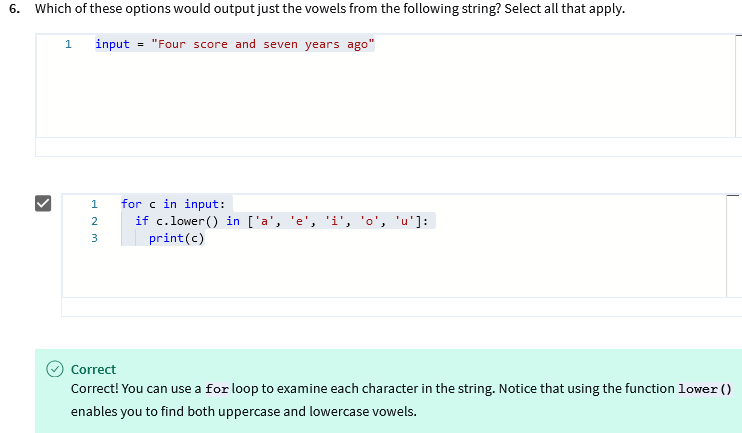 6. Which of these options would output just the vowels from the following string? Select all that apply.
1 input = "Four score and seven years ago"
1 for c in input:
2 if c.lower() in ['a', 'e', 'i', 'o', 'u']:
3 print(c)
Correct
Correct! You can use a for loop to examine each character in the string. Notice that using the function lower()
enables you to find both uppercase and lowercase vowels.